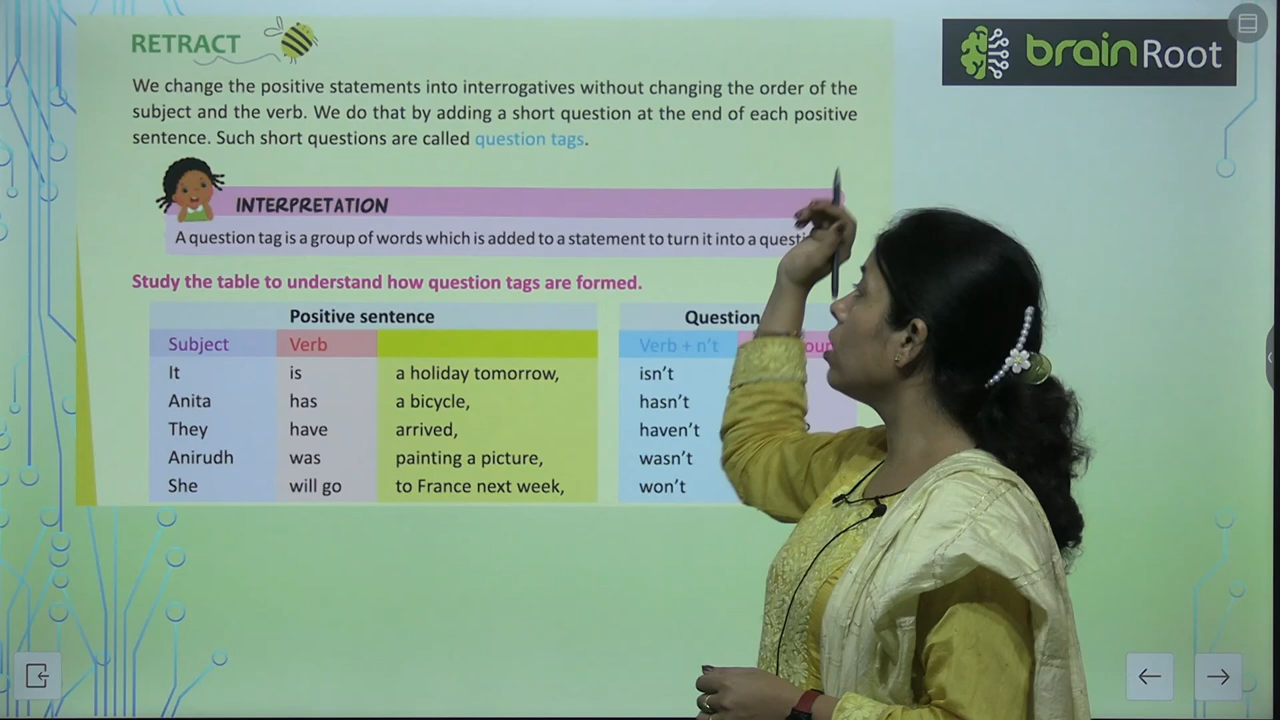 RETRACT
brainRoot
We change the positive statements into interrogatives without changing the order of the
subject and the verb. We do that by adding a short question at the end of each positive
sentence. Such short questions are called question tags.
INTERPRETATION
A question tag is a group of words which is added to a statement to turn it into a
Study the table to understand how question tags are formed.
Positive sentence Question
Subject Verb Verb + n't
It is a holiday tomorrow, isn't
Anita has a bicycle, hasn't
They have arrived, haven't
Anirudh was painting a picture, wasn't
She will go to France next week, won't